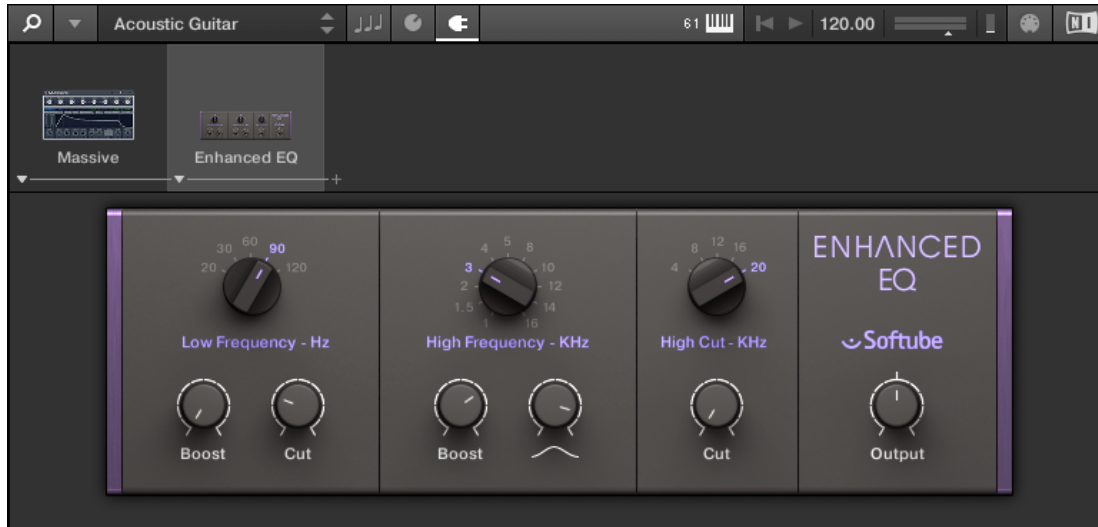 Acoustic Guitar
61
120.00
NI
Massive
Enhanced EQ
20 30 60 90 120
Low Frequency - Hz
Boost
Cut
1 1.5 2 3 4 5 8 10 12 14 16
High Frequency - KHz
Boost
4 8 12 16 20
High Cut - KHz
Cut
ENHANCED
EQ
Softube
Output